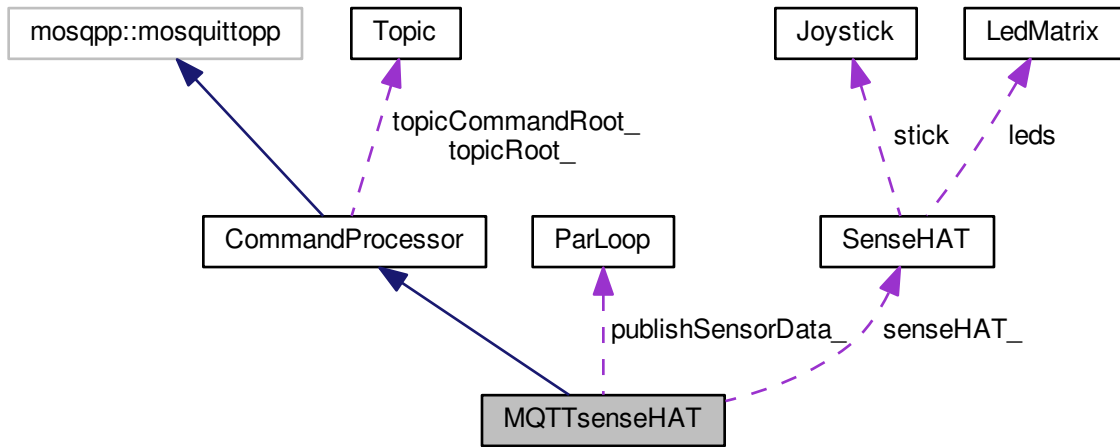 mosqpp::mosquittopp
Topic
Joystick
LedMatrix
topicCommandRoot_
topicRoot_
stick
leds
CommandProcessor
ParLoop
SenseHAT
publishSensorData_
senseHAT_
MQTTsenseHAT